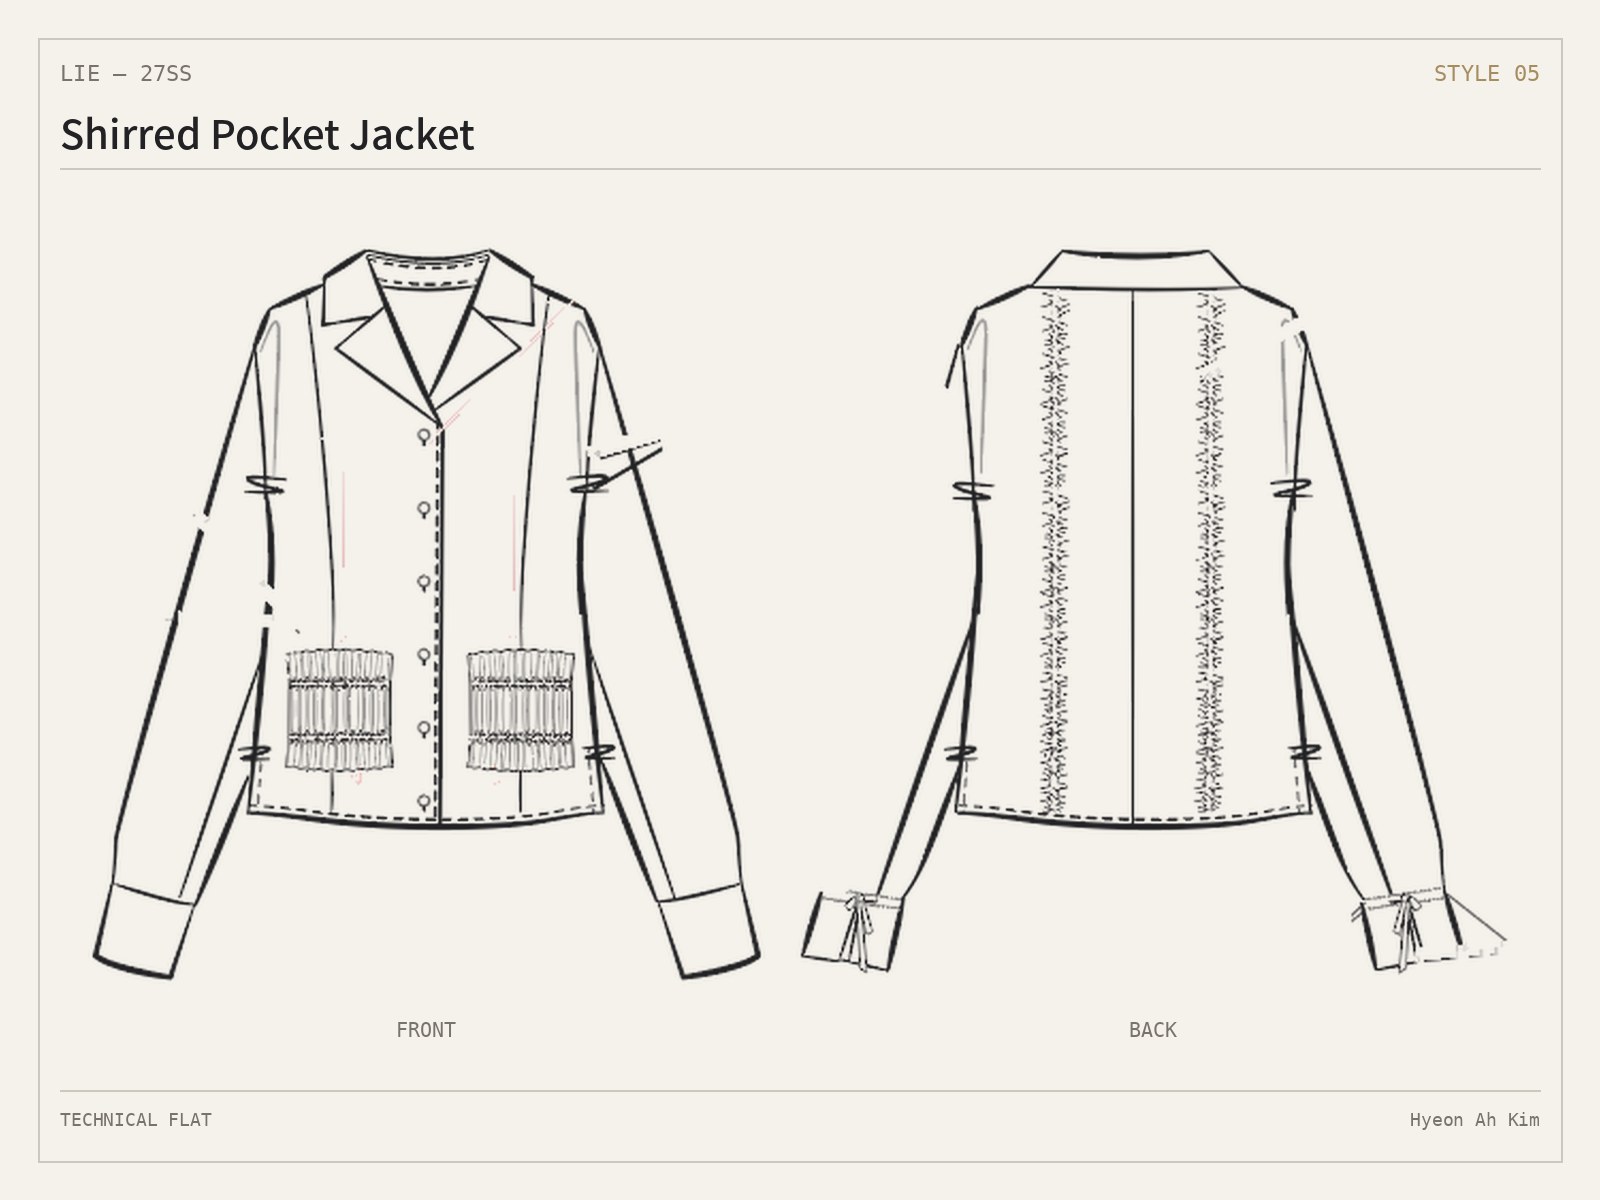 LIE — 27SS
STYLE 05
Shirred Pocket Jacket
FRONT
BACK
TECHNICAL FLAT
Hyeon Ah Kim